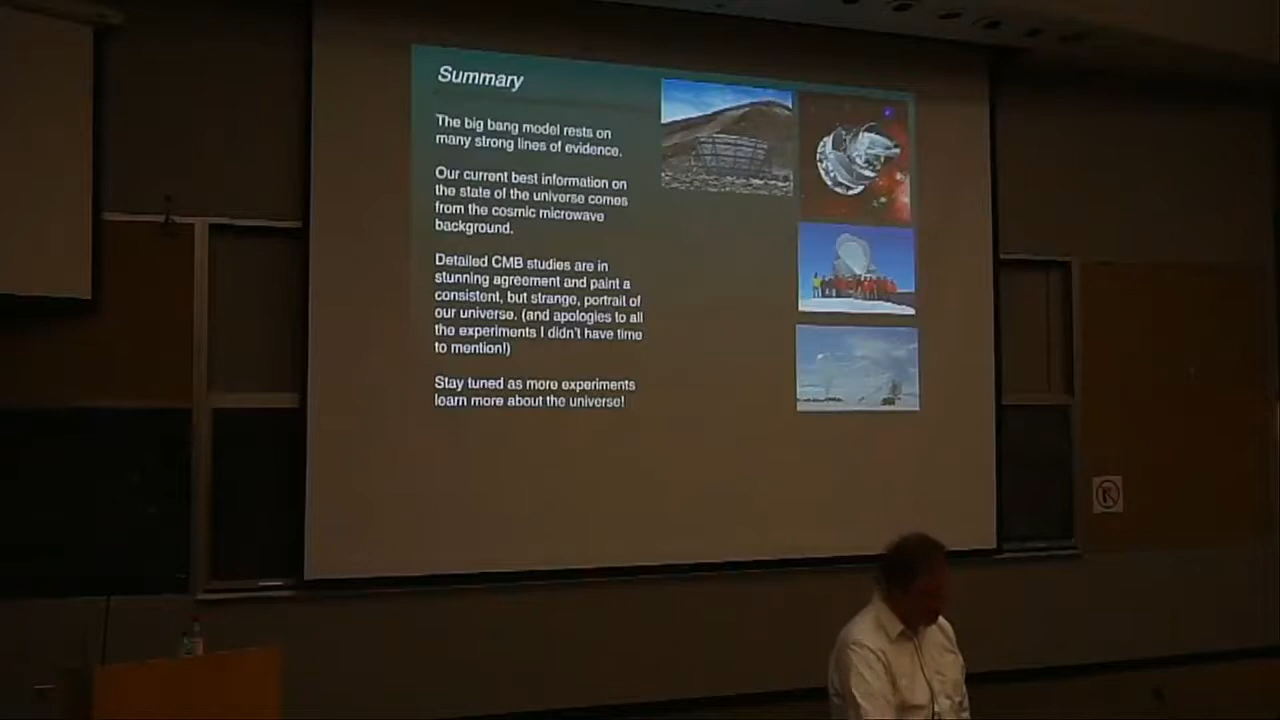 Summary
The big bang model rests on
many strong lines of evidence.
Our current best information on
the state of the universe comes
from the cosmic microwave
background.
Detailed CMB studies are in
stunning agreement and paint a
consistent, but strange, portrait of
our universe. (and apologies to all
the experiments I didn't have time
to mention!)
Stay tuned as more experiments
learn more about the universe!